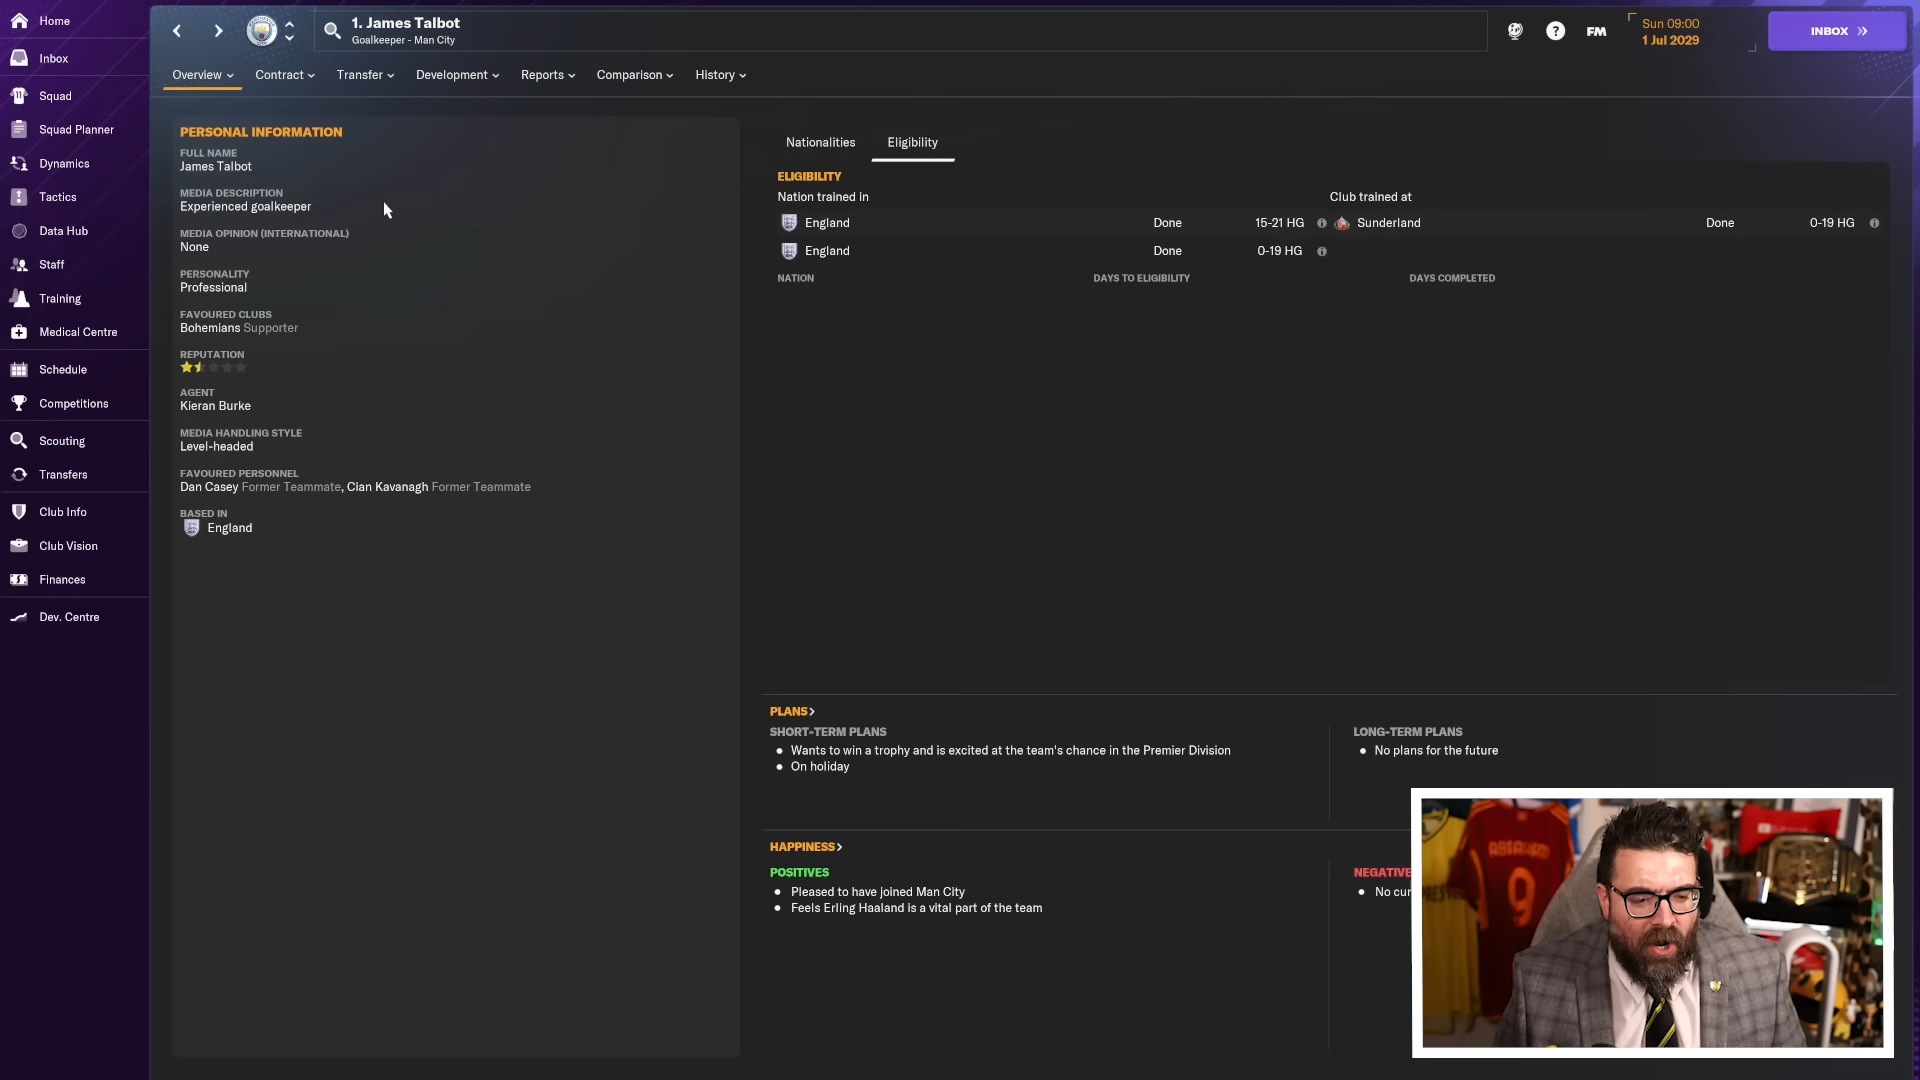 Home
Inbox
Squad
Squad Planner
Dynamics
Tactics
Data Hub
Staff
Training
Medical Centre
Schedule
Competitions
Scouting
Transfers
Club Info
Club Vision
Finances
Dev. Centre
1. James Talbot
Goalkeeper - Man City
FM
Sun 09:00
1 Jul 2029
INBOX
Overview Contract Transfer Development Reports Comparison History
PERSONAL INFORMATION
FULL NAME
James Talbot
MEDIA DESCRIPTION
Experienced goalkeeper
MEDIA OPINION (INTERNATIONAL)
None
PERSONALITY
Professional
FAVOURED CLUBS
Bohemians Supporter
REPUTATION
AGENT
Kieran Burke
MEDIA HANDLING STYLE
Level-headed
FAVOURED PERSONNEL
Dan Casey Former Teammate, Cian Kavanagh Former Teammate
BASED IN
England
Nationalities Eligibility
ELIGIBILITY
Nation trained in Club trained at
England Done 15-21 HG Sunderland Done 0-19 HG
England Done 0-19 HG
NATION DAYS TO ELIGIBILITY DAYS COMPLETED
PLANS
SHORT-TERM PLANS
• Wants to win a trophy and is excited at the team's chance in the Premier Division
• On holiday
LONG-TERM PLANS
• No plans for the future
HAPPINESS
POSITIVES
• Pleased to have joined Man City
• Feels Erling Haaland is a vital part of the team
NEGATIVE
• No cur
ABRAHAM
9